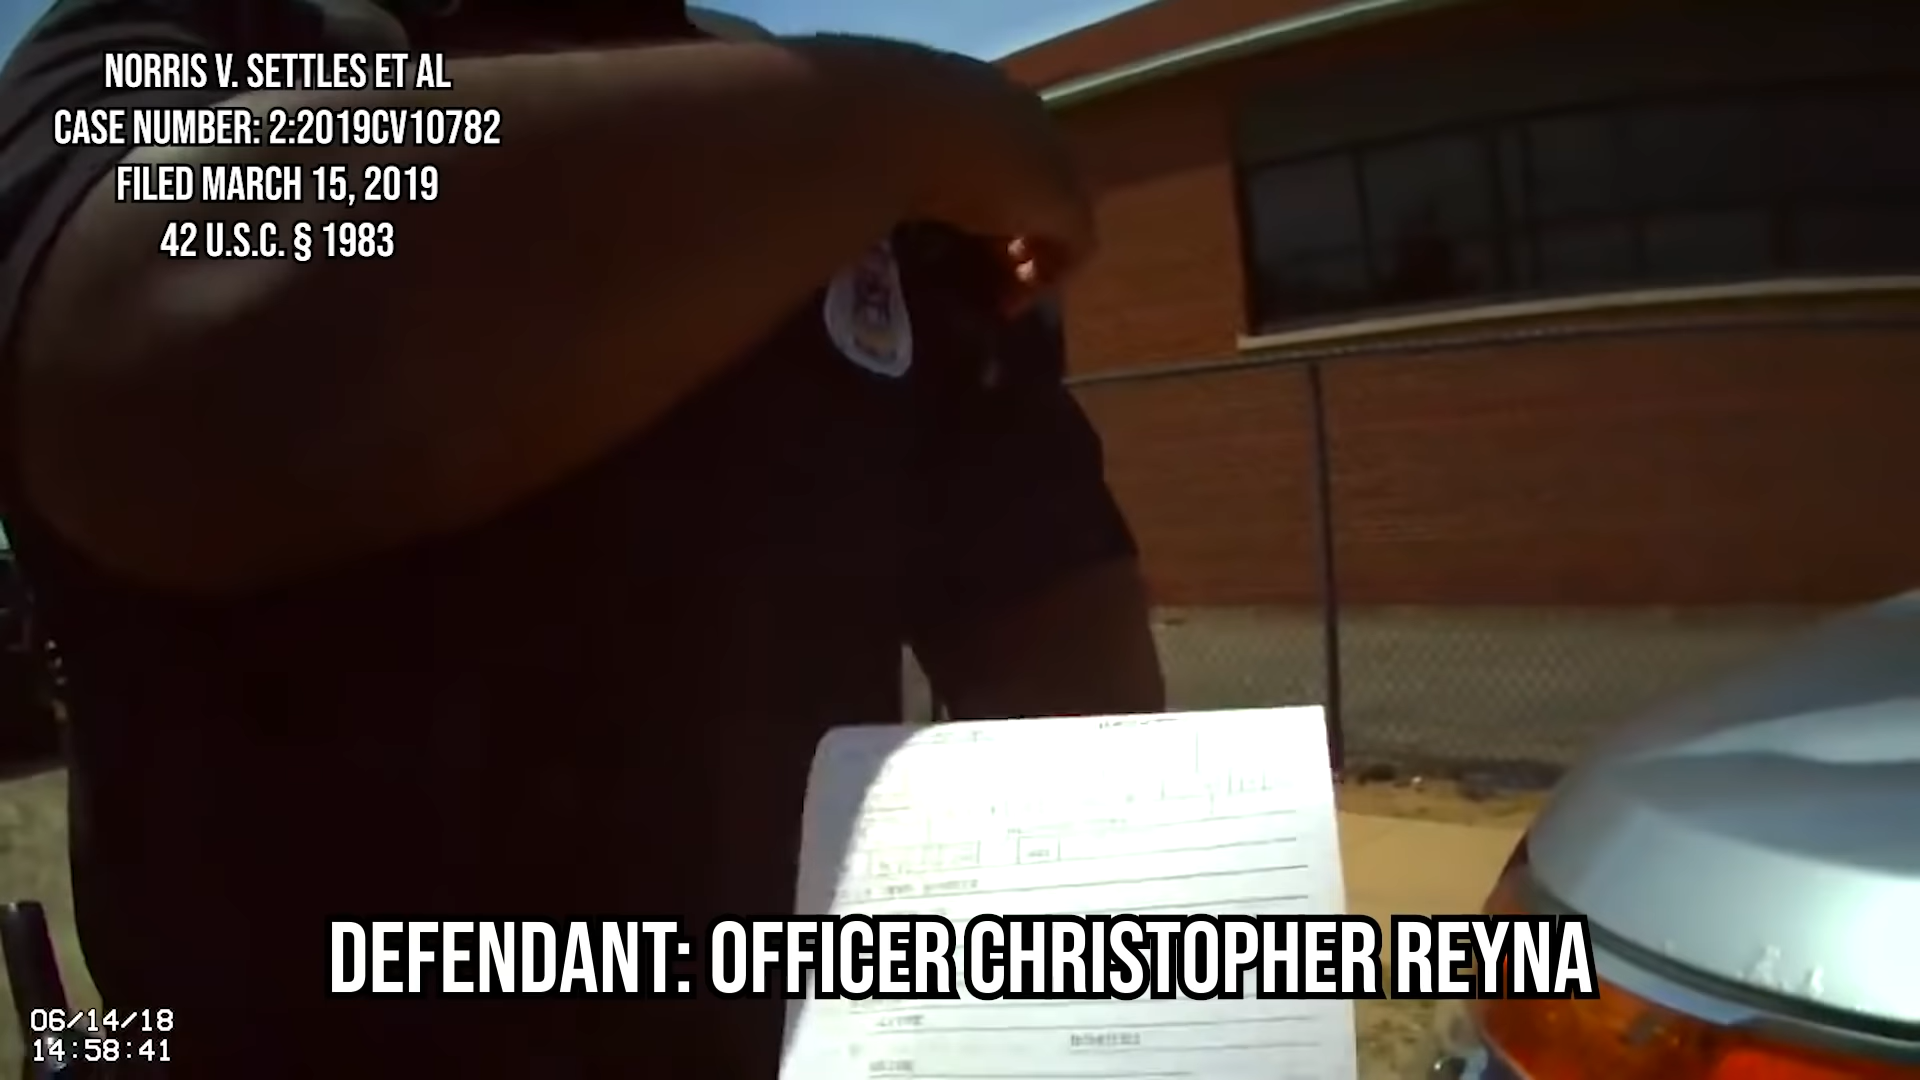 NORRIS V. SETTLES ET AL
CASE NUMBER: 2:2019CV10782
FILED MARCH 15, 2019
42 U.S.C. § 1983
DEFENDANT: OFFICER CHRISTOPHER REYNA
06/14/18
14:58:41